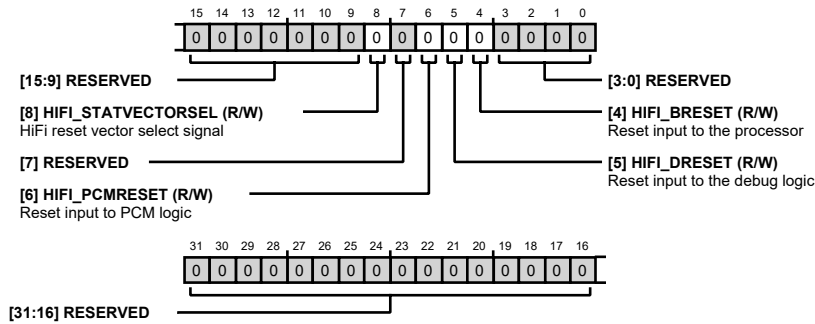 15 14 13 12 11 10 9 8 7 6 5 4 3 2 1 0
0 0 0 0 0 0 0 0 0 0 0 0 0 0 0 0
[15:9] RESERVED
[3:0] RESERVED
[8] HIFI_STATVECTORSEL (R/W)
HiFi reset vector select signal
[4] HIFI_BRESET (R/W)
Reset input to the processor
[7] RESERVED
[5] HIFI_DRESET (R/W)
Reset input to the debug logic
[6] HIFI_PCMRESET (R/W)
Reset input to PCM logic
31 30 29 28 27 26 25 24 23 22 21 20 19 18 17 16
0 0 0 0 0 0 0 0 0 0 0 0 0 0 0 0
[31:16] RESERVED